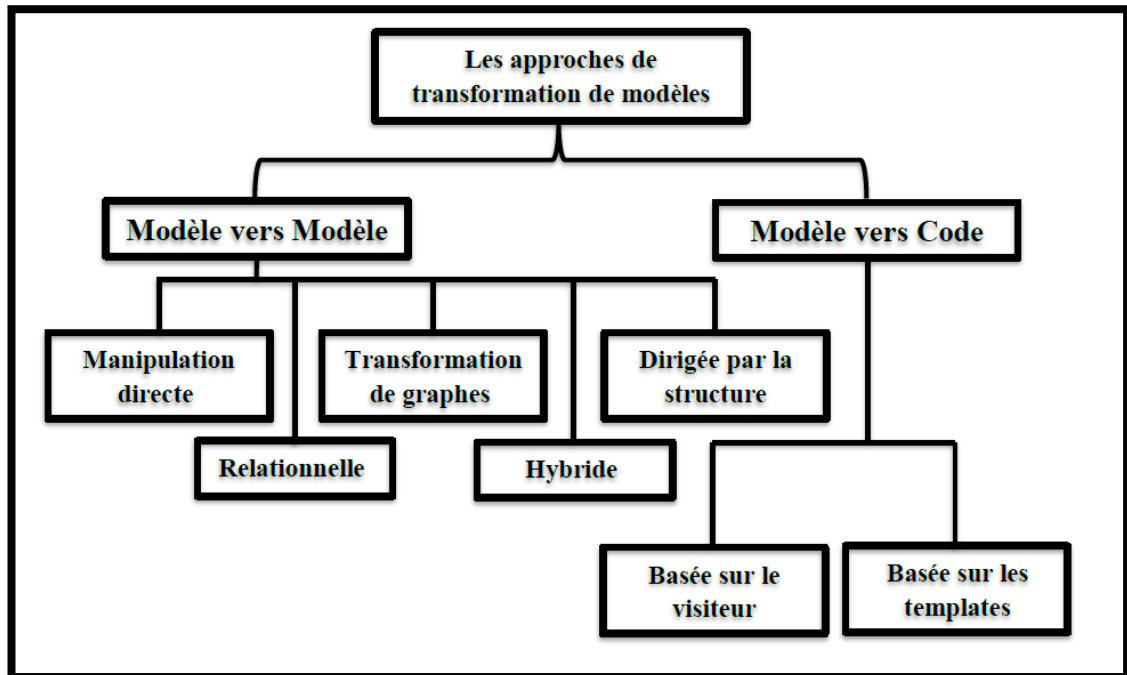 Les approches de
transformation de modèles
Modèle vers Modèle
Modèle vers Code
Manipulation
directe
Transformation
de graphes
Dirigée par la
structure
Relationnelle
Hybride
Basée sur le
visiteur
Basée sur les
templates